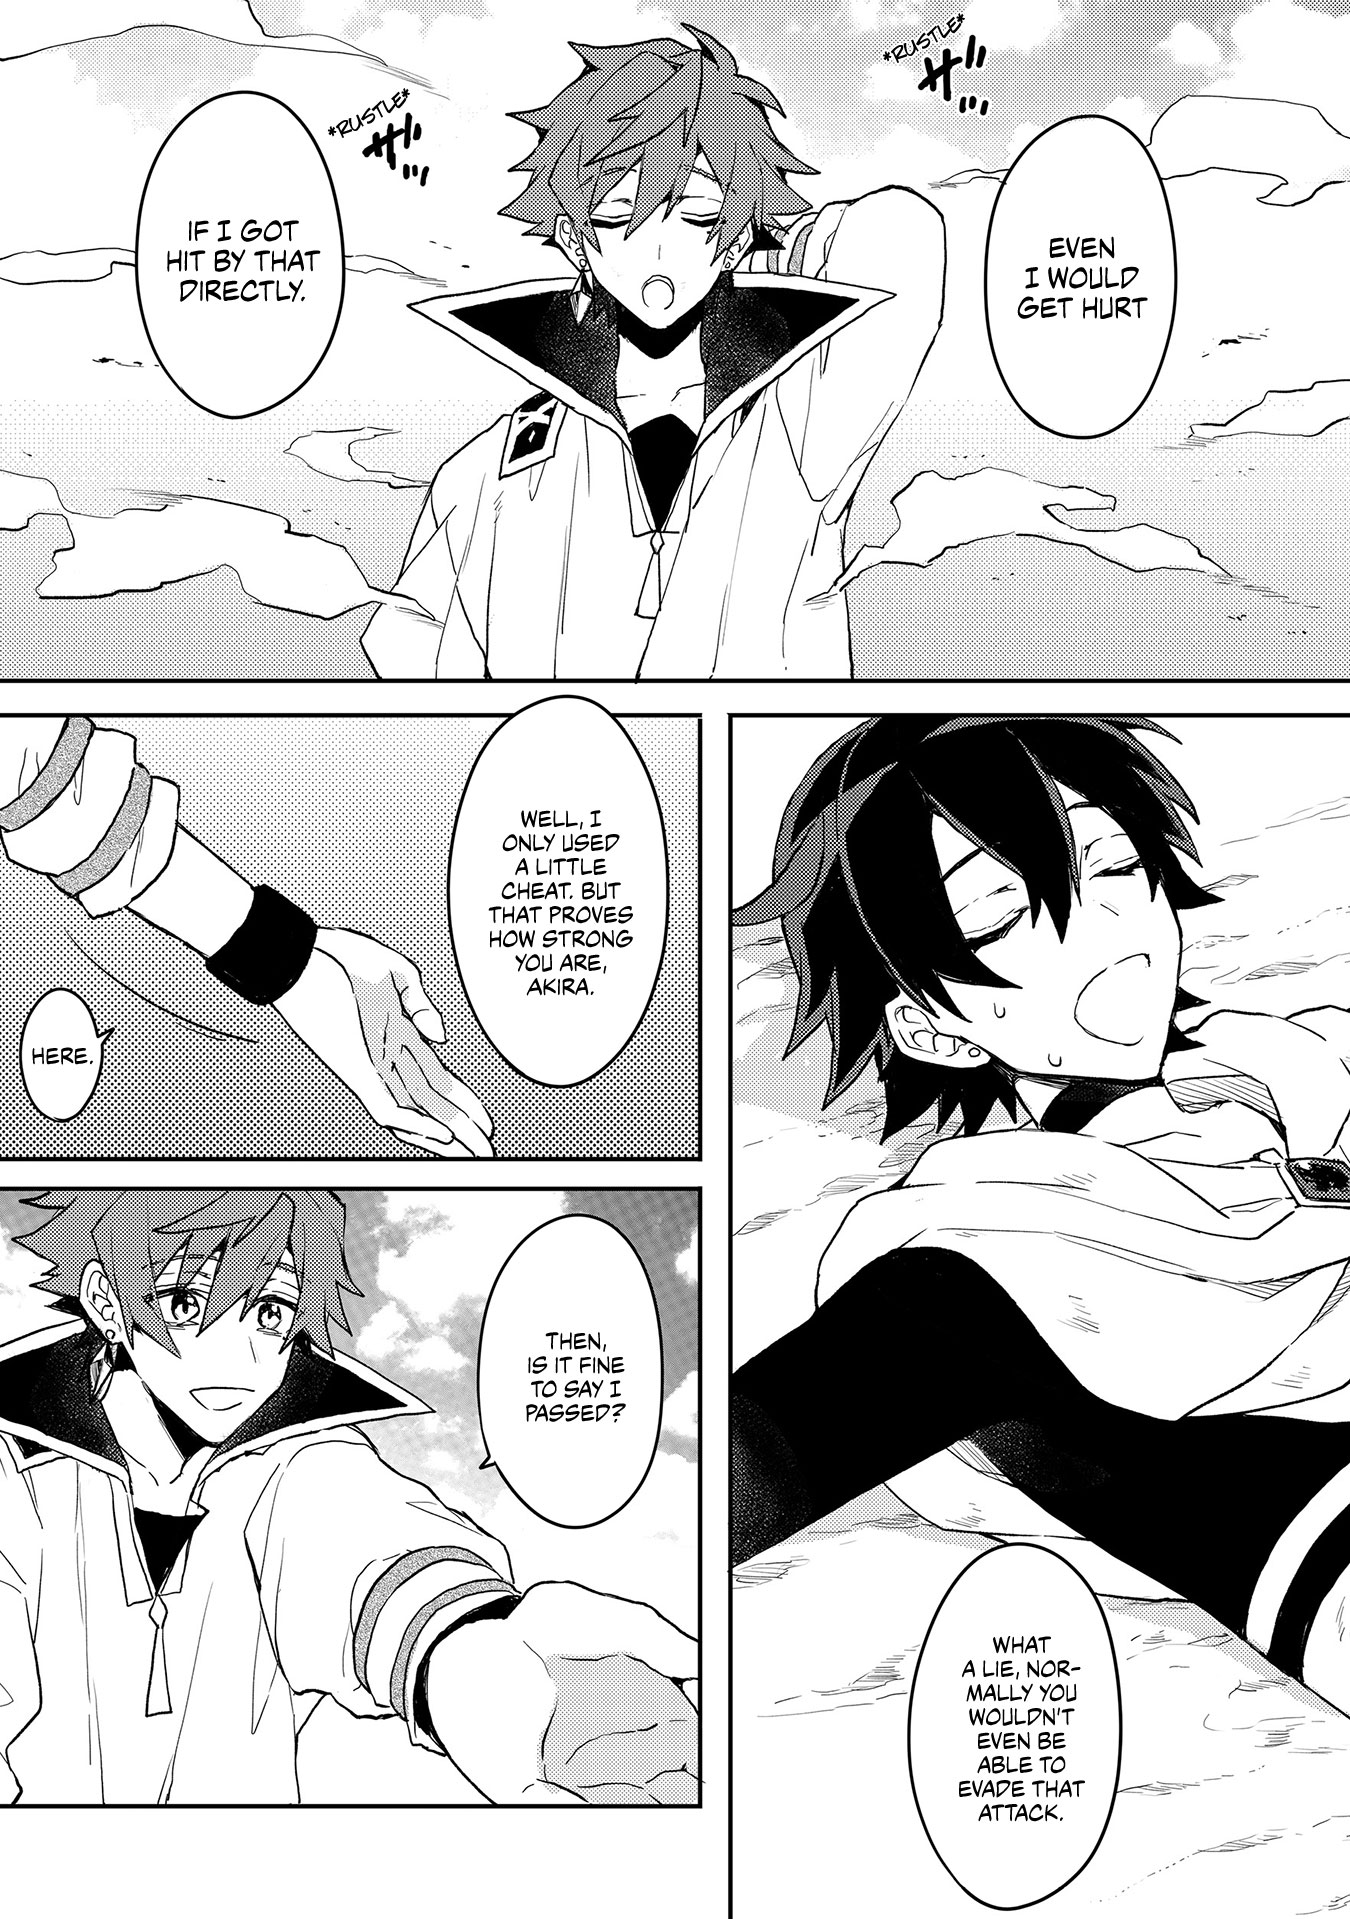 *RUSTLE*
ザッ…
EVEN
I WOULD
GET HURT
*RUSTLE*
ザッ…
IF I GOT
HIT BY THAT
DIRECTLY.
WHAT
A LIE, NOR-
MALLY YOU
WOULDN'T
EVEN BE
ABLE TO
EVADE THAT
ATTACK.
WELL, I
ONLY USED
A LITTLE
CHEAT. BUT
THAT PROVES
HOW STRONG
YOU ARE,
AKIRA.
HERE.
THEN,
IS IT FINE
TO SAY I
PASSED?